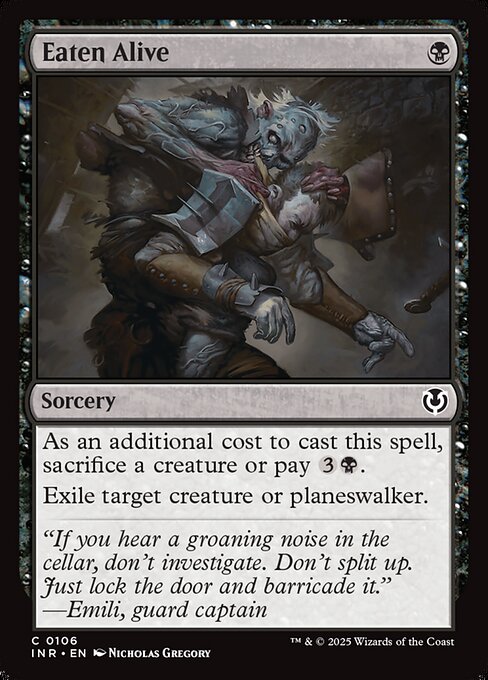 Eaten Alive
Sorcery
As an additional cost to cast this spell,
sacrifice a creature or pay 3.
Exile target creature or planeswalker.
“If you hear a groaning noise in the
cellar, don’t investigate. Don’t split up.
Just lock the door and barricade it.”
—Emili, guard captain
C 0106
INR • EN Nicholas Gregory
™ & © 2025 Wizards of the Coast